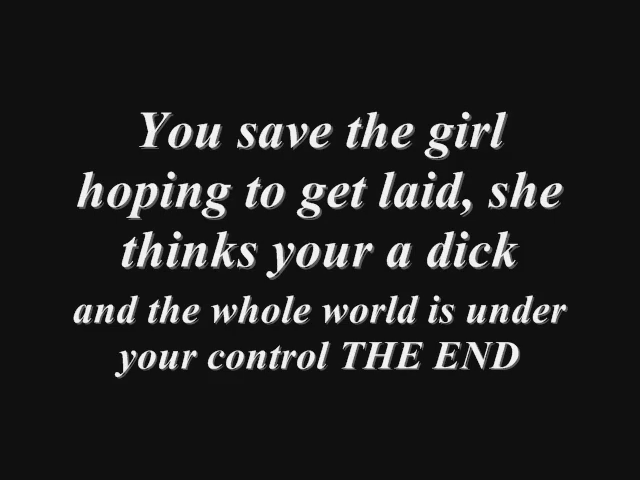 You save the girl
hoping to get laid, she
thinks your a dick
and the whole world is under
your control THE END